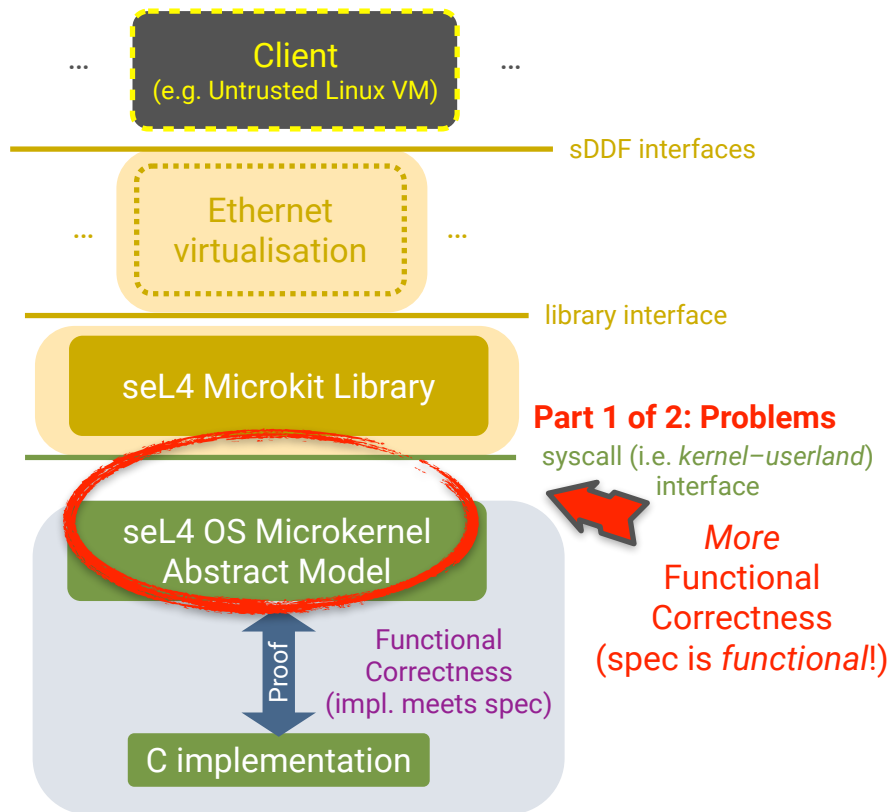 ...
Client
...
(e.g. Untrusted Linux VM)
sDDF interfaces
...
Ethernet
virtualisation
...
library interface
seL4 Microkit Library
Part 1 of 2: Problems
syscall (i.e. kernel–userland)
interface
seL4 OS Microkernel
Abstract Model
More
Functional
Correctness
(spec is functional!)
Proof
Functional
Correctness
(impl. meets spec)
C implementation